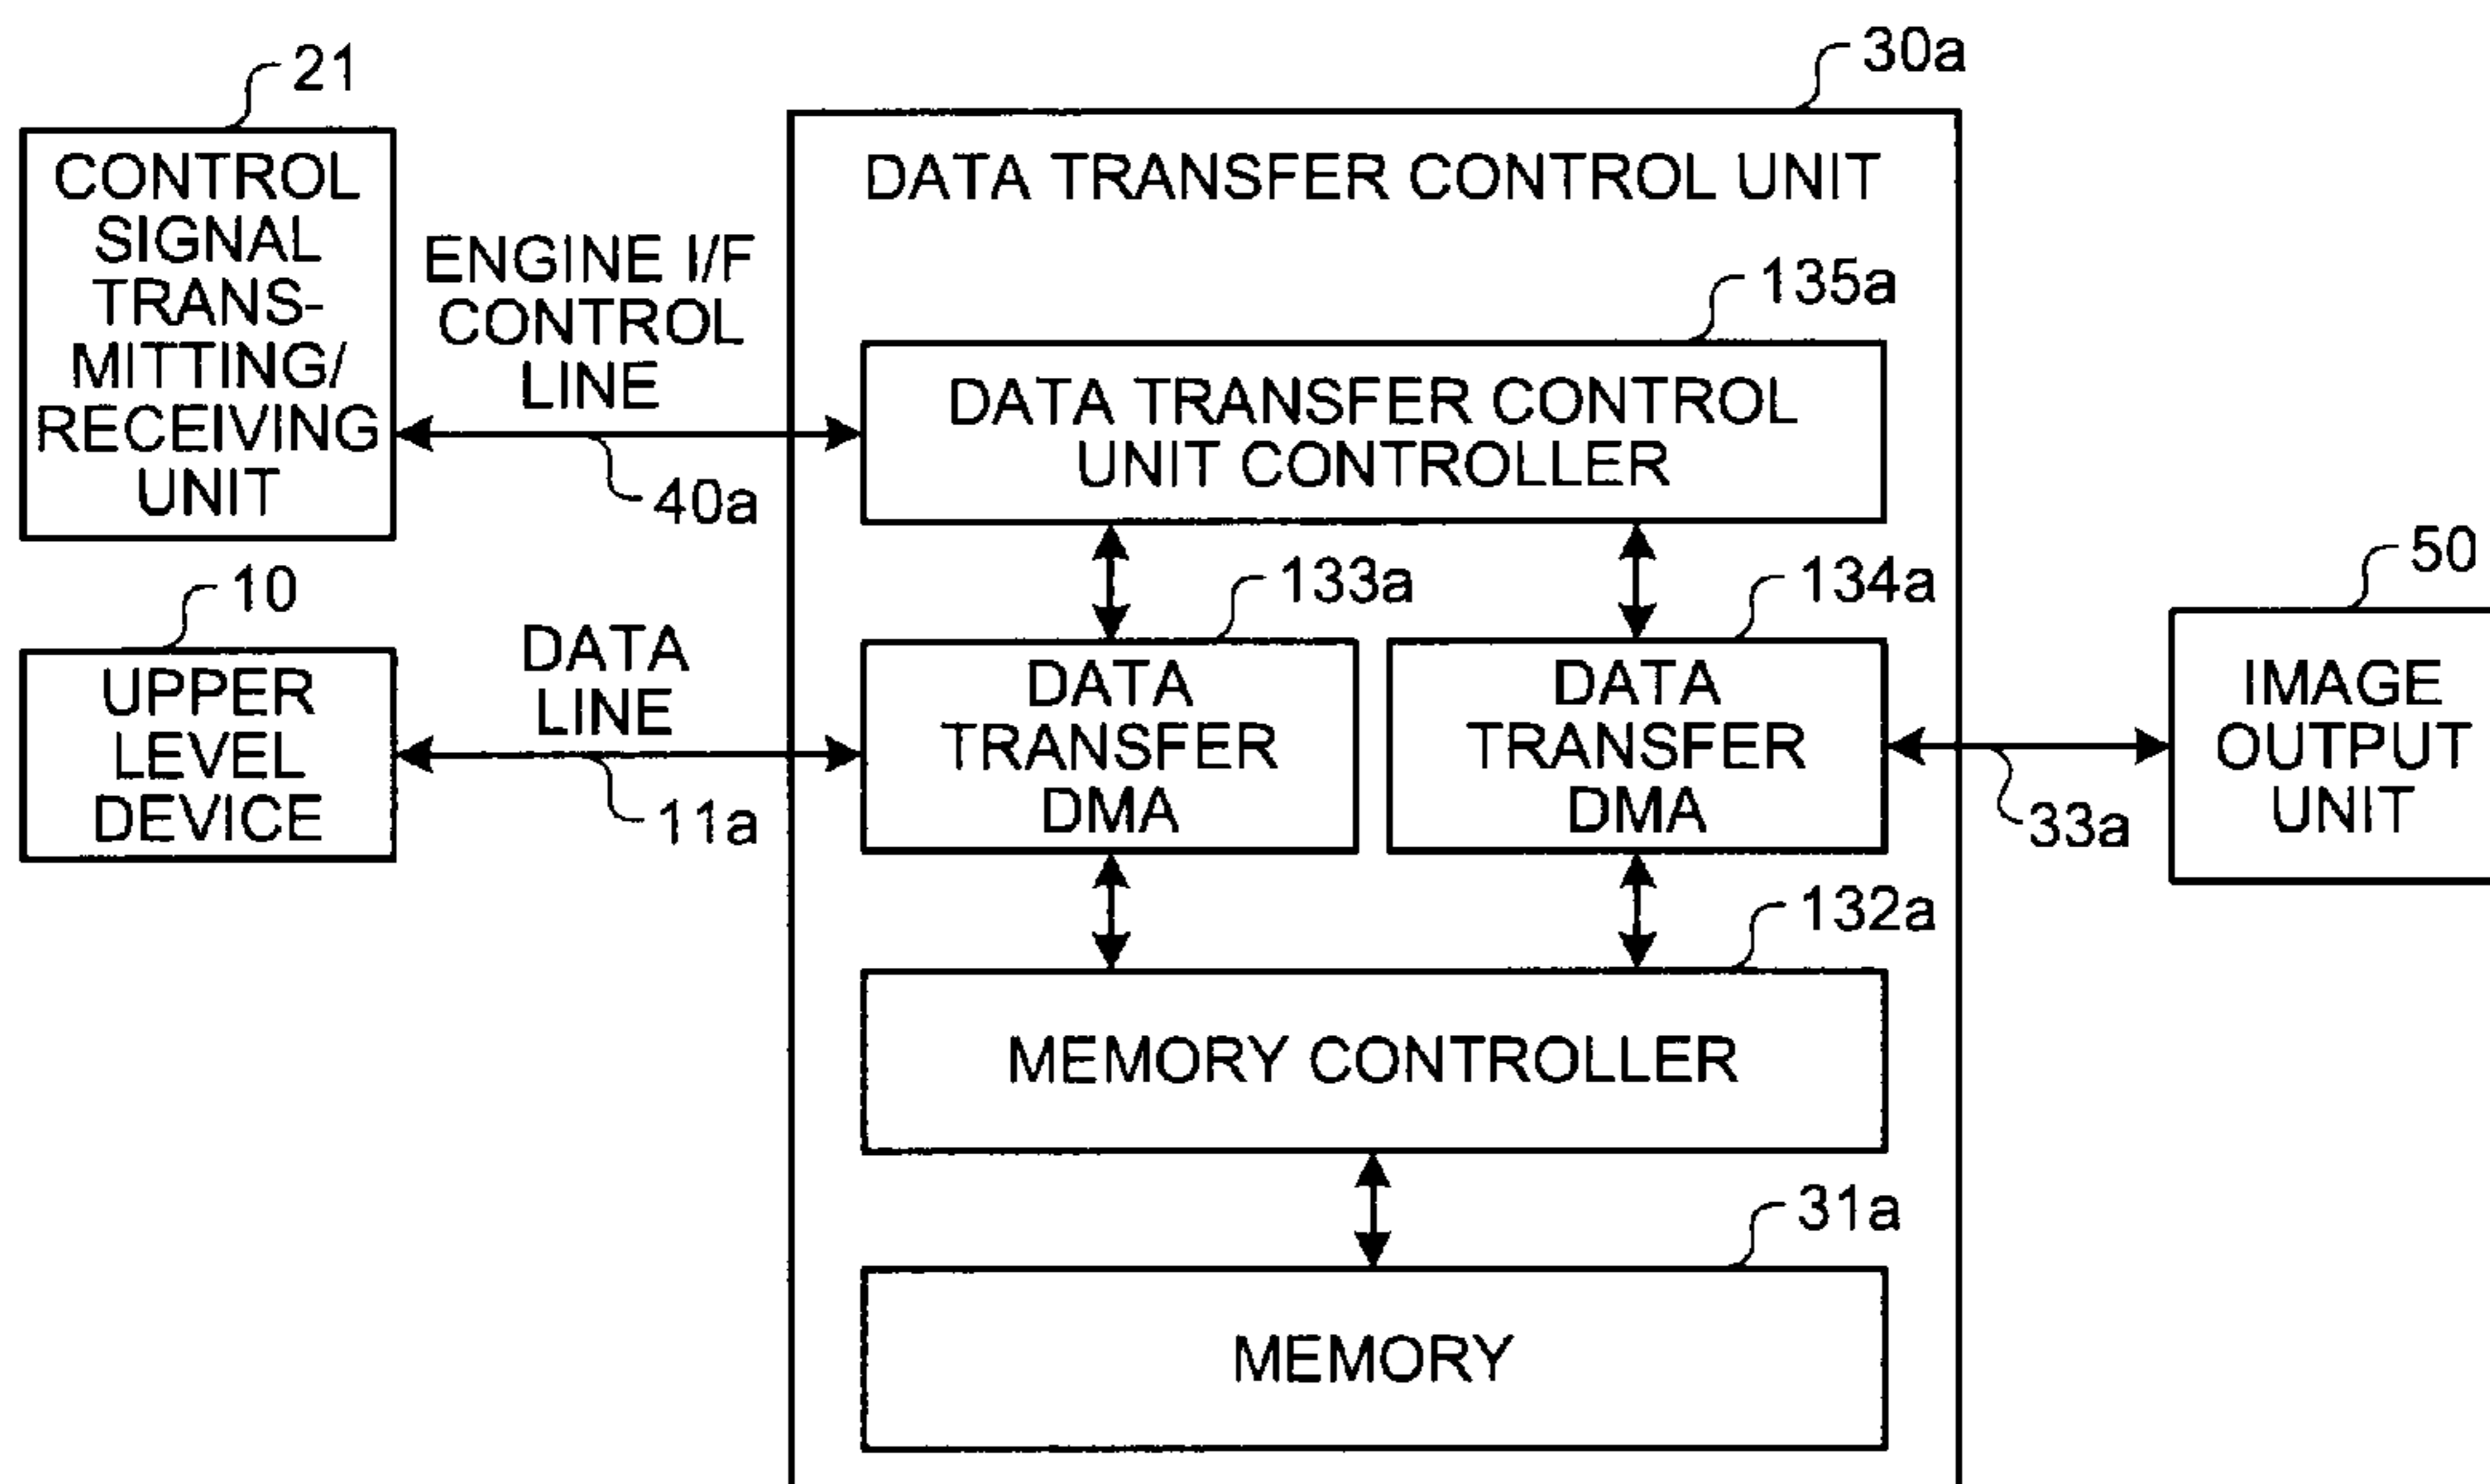 30a
21
CONTROL
SIGNAL
TRANS-
MITTING/
RECEIVING
UNIT
ENGINE I/F
CONTROL
LINE
40a
DATA TRANSFER CONTROL UNIT
135a
DATA TRANSFER CONTROL
UNIT CONTROLLER
10
UPPER
LEVEL
DEVICE
DATA
LINE
11a
133a
DATA
TRANSFER
DMA
134a
DATA
TRANSFER
DMA
33a
50
IMAGE
OUTPUT
UNIT
132a
MEMORY CONTROLLER
31a
MEMORY